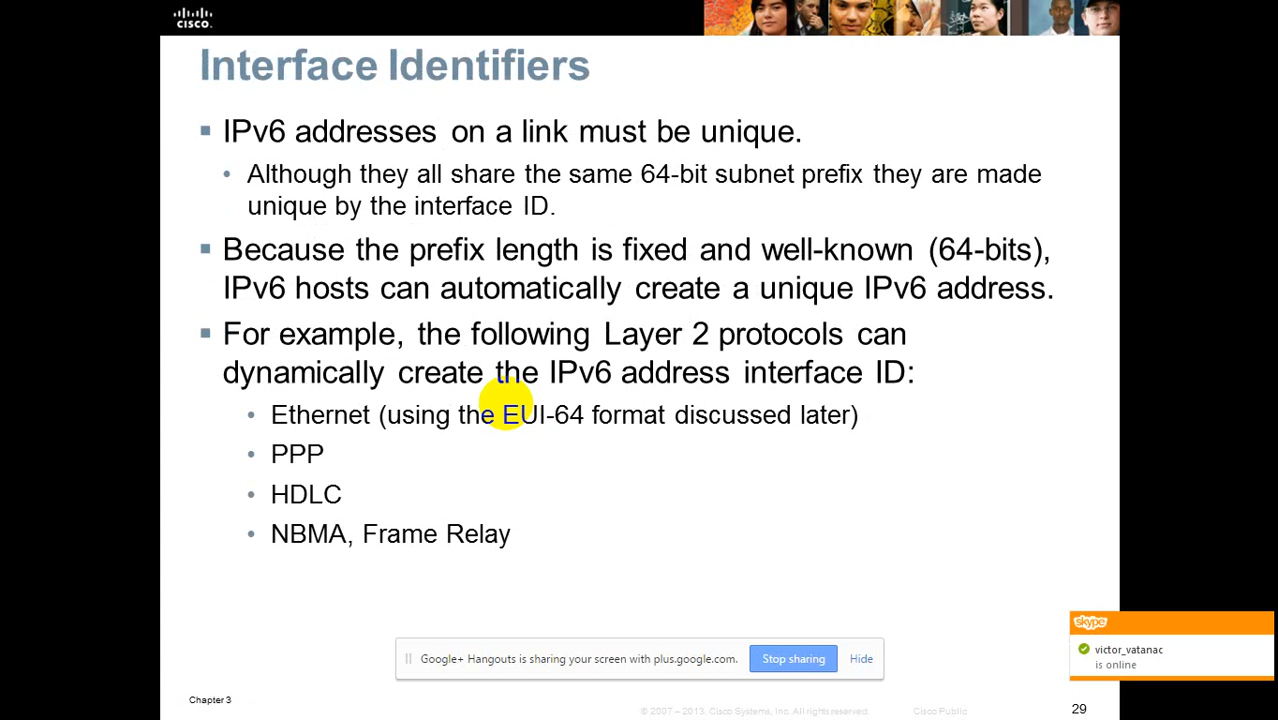 CISCO.
Interface Identifiers
▪ IPv6 addresses on a link must be unique.
• Although they all share the same 64-bit subnet prefix they are made
unique by the interface ID.
▪ Because the prefix length is fixed and well-known (64-bits),
IPv6 hosts can automatically create a unique IPv6 address.
▪ For example, the following Layer 2 protocols can
dynamically create the IPv6 address interface ID:
• Ethernet (using the EUI-64 format discussed later)
• PPP
• HDLC
• NBMA, Frame Relay
skype
victor_vatanac
is online
Google+ Hangouts is sharing your screen with plus.google.com. Stop sharing Hide
Chapter 3
© 2007 – 2013, Cisco Systems, Inc. All rights reserved. Cisco Public 29